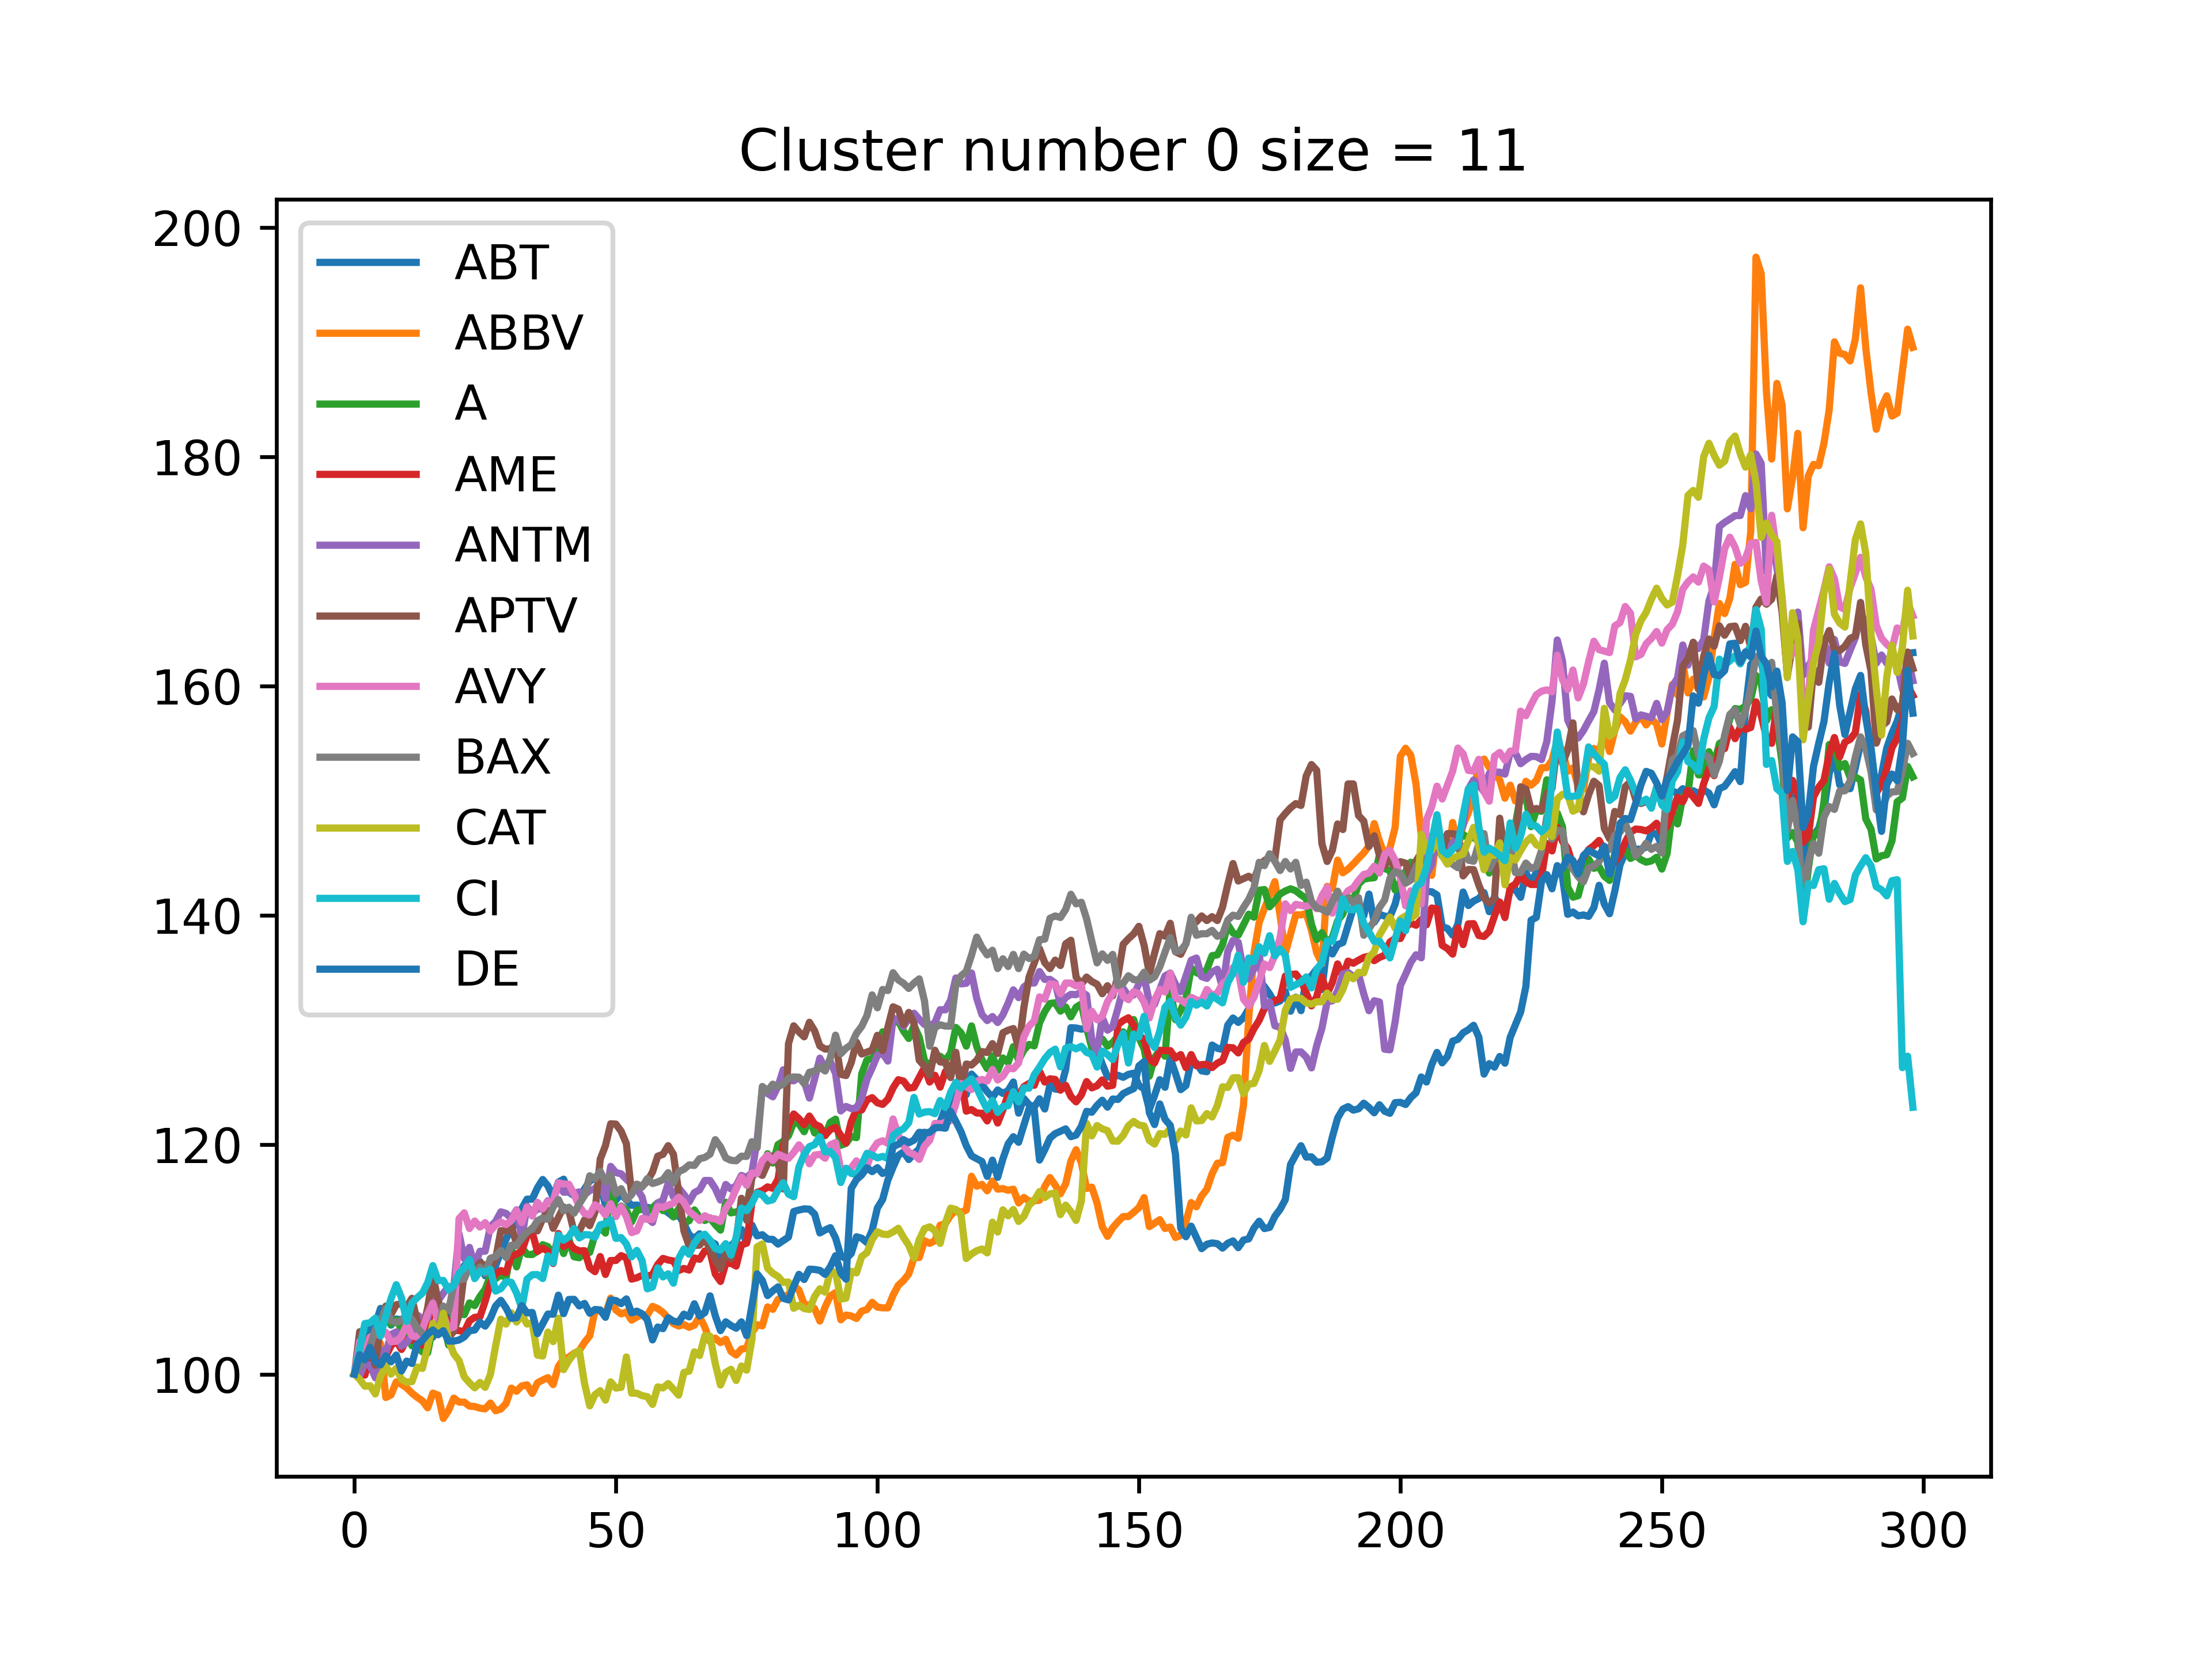 Cluster number 0 size = 11
200
180
160
140
120
100
ABT
ABBV
A
AME
ANTM
APTV
AVY
BAX
CAT
CI
DE
0 50 100 150 200 250 300